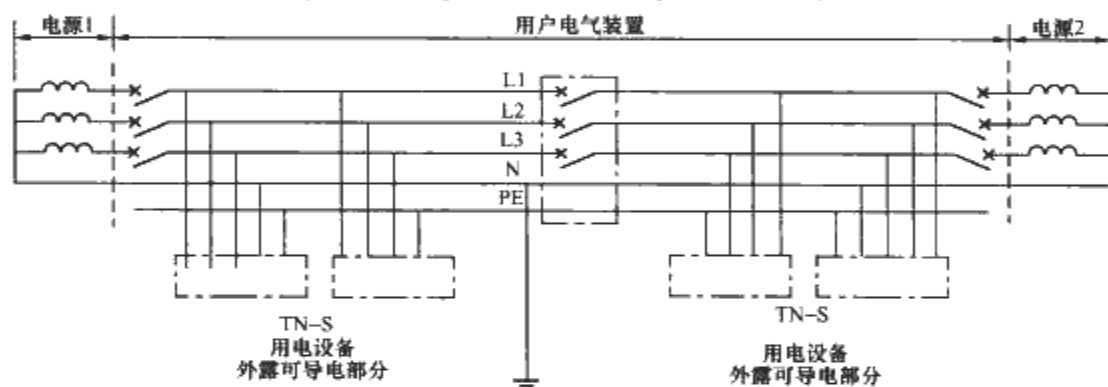 电源1
用户电气装置
电源2
L1
L2
L3
N
PE
TN-S
用电设备
外露可导电部分
TN-S
用电设备
外露可导电部分